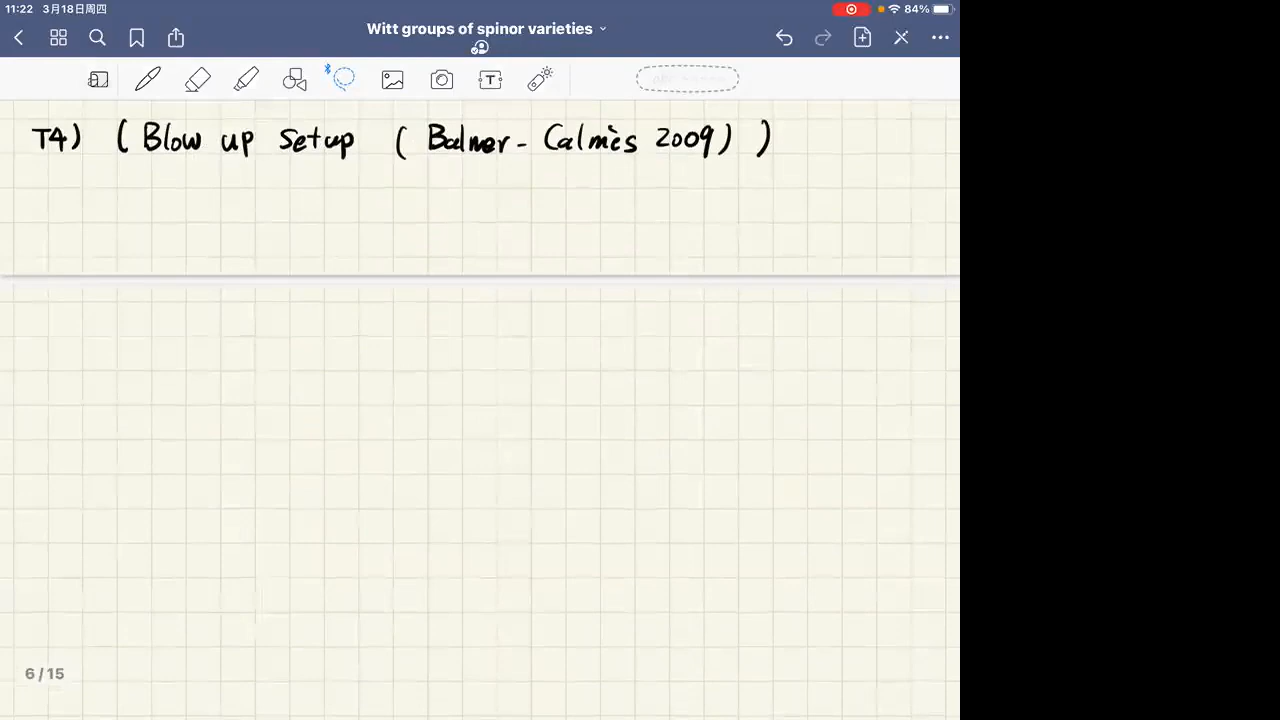 11:22 3月18日周四
84%
Witt groups of spinor varieties
T
T4) ( Blow up setup ( Balmer - Calmès 2009 ) )
6 / 15